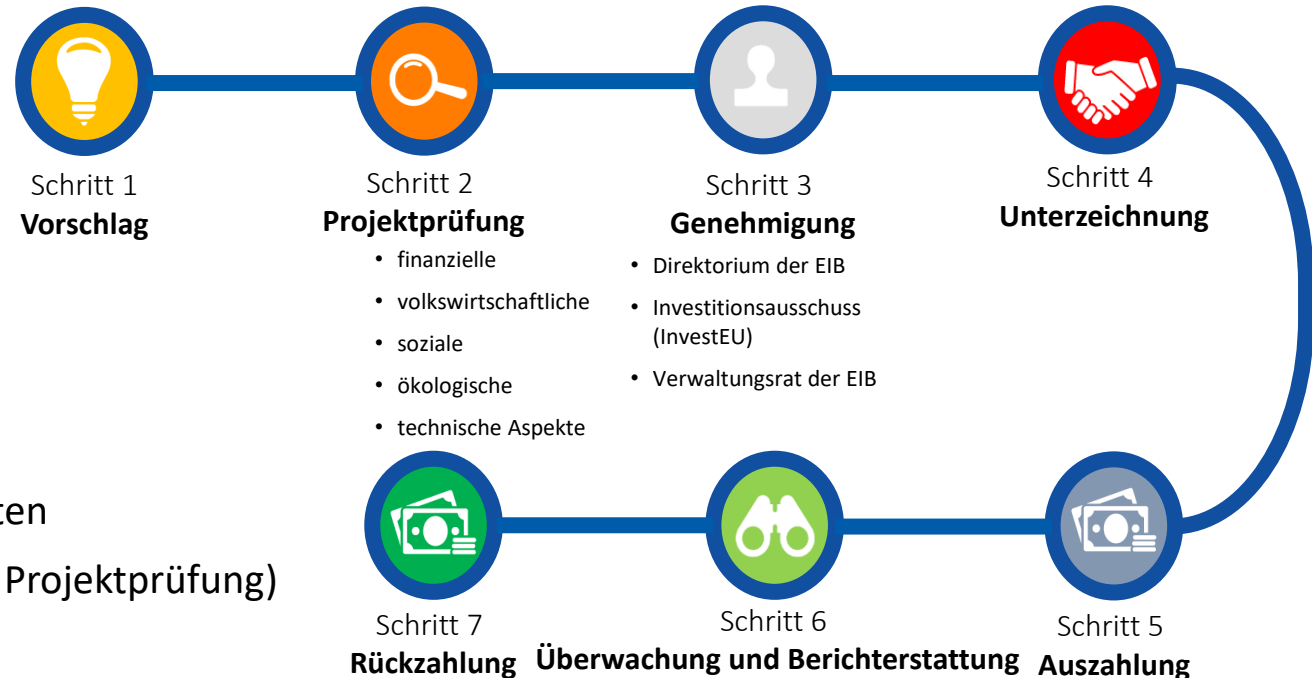 Schritt 1
Vorschlag
Schritt 2
Projektprüfung
• finanzielle
• volkswirtschaftliche
• soziale
• ökologische
• technische Aspekte
Schritt 3
Genehmigung
• Direktorium der EIB
• Investitionsausschuss
(InvestEU)
• Verwaltungsrat der EIB
Schritt 4
Unterzeichnung
Projektprüfung)
Schritt 7
Rückzahlung
Schritt 6
Überwachung und Berichterstattung
Schritt 5
Auszahlung